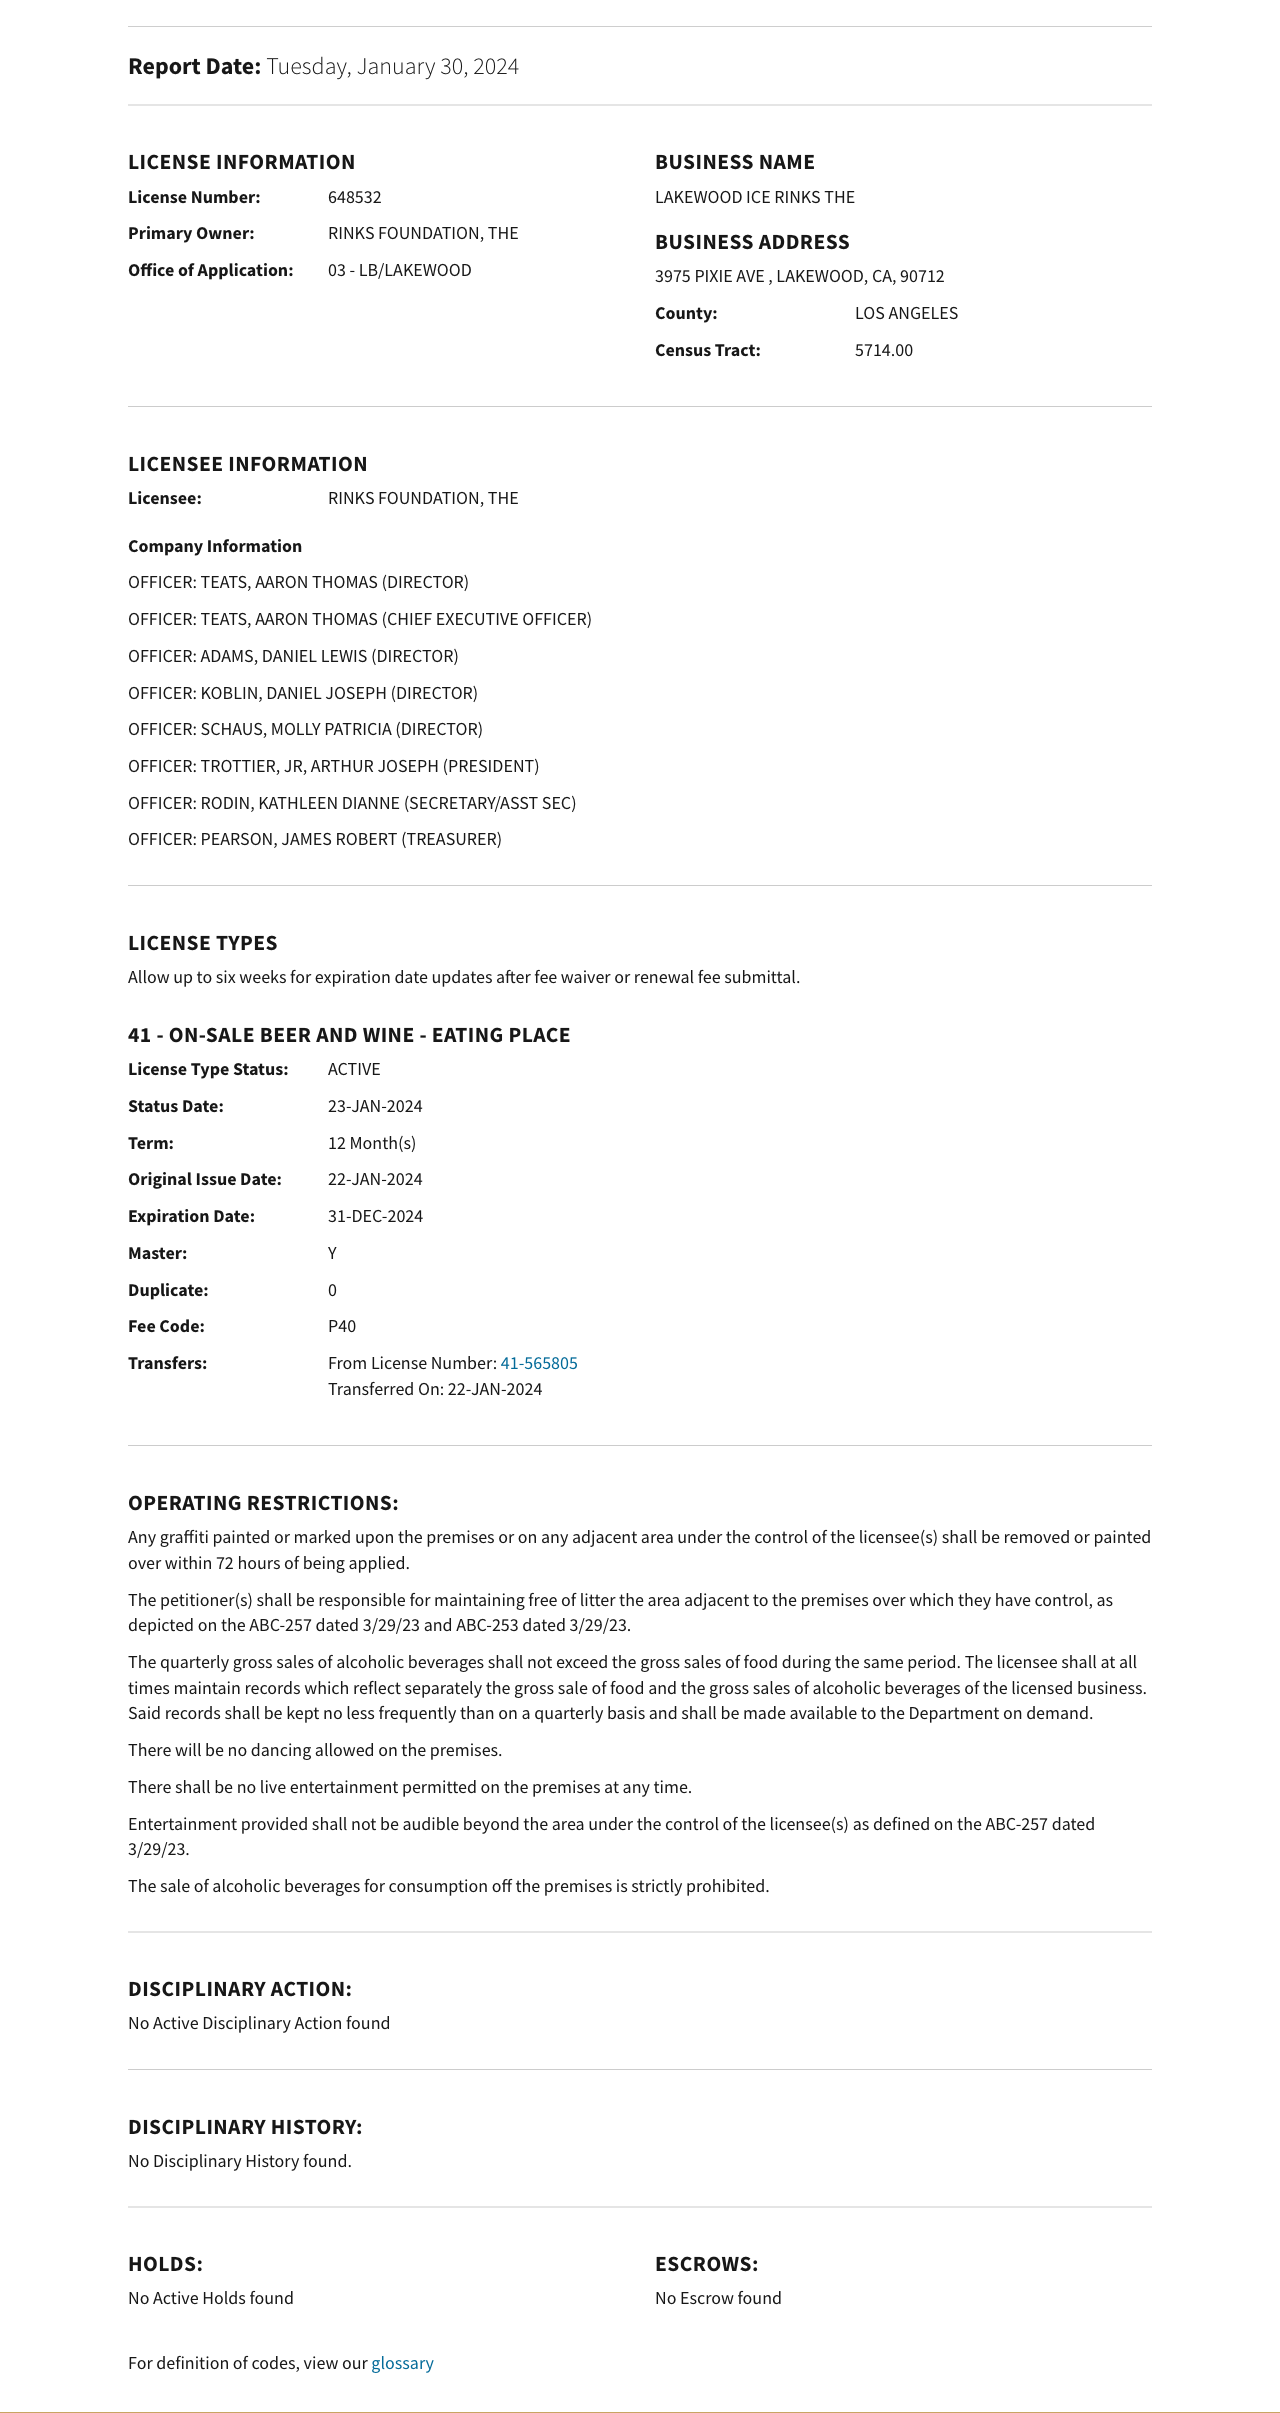 Report Date: Tuesday, January 30, 2024
LICENSE INFORMATION
License Number: 648532
Primary Owner: RINKS FOUNDATION, THE
Office of Application: 03 - LB/LAKEWOOD
BUSINESS NAME
LAKEWOOD ICE RINKS THE
BUSINESS ADDRESS
3975 PIXIE AVE , LAKEWOOD, CA, 90712
County: LOS ANGELES
Census Tract: 5714.00
LICENSEE INFORMATION
Licensee: RINKS FOUNDATION, THE
Company Information
OFFICER: TEATS, AARON THOMAS (DIRECTOR)
OFFICER: TEATS, AARON THOMAS (CHIEF EXECUTIVE OFFICER)
OFFICER: ADAMS, DANIEL LEWIS (DIRECTOR)
OFFICER: KOBLIN, DANIEL JOSEPH (DIRECTOR)
OFFICER: SCHAUS, MOLLY PATRICIA (DIRECTOR)
OFFICER: TROTTIER, JR, ARTHUR JOSEPH (PRESIDENT)
OFFICER: RODIN, KATHLEEN DIANNE (SECRETARY/ASST SEC)
OFFICER: PEARSON, JAMES ROBERT (TREASURER)
LICENSE TYPES
Allow up to six weeks for expiration date updates after fee waiver or renewal fee submittal.
41 - ON-SALE BEER AND WINE - EATING PLACE
License Type Status: ACTIVE
Status Date: 23-JAN-2024
Term: 12 Month(s)
Original Issue Date: 22-JAN-2024
Expiration Date: 31-DEC-2024
Master: Y
Duplicate: 0
Fee Code: P40
Transfers: From License Number: 41-565805
Transferred On: 22-JAN-2024
OPERATING RESTRICTIONS:
Any graffiti painted or marked upon the premises or on any adjacent area under the control of the licensee(s) shall be removed or painted
over within 72 hours of being applied.
The petitioner(s) shall be responsible for maintaining free of litter the area adjacent to the premises over which they have control, as
depicted on the ABC-257 dated 3/29/23 and ABC-253 dated 3/29/23.
The quarterly gross sales of alcoholic beverages shall not exceed the gross sales of food during the same period. The licensee shall at all
times maintain records which reflect separately the gross sale of food and the gross sales of alcoholic beverages of the licensed business.
Said records shall be kept no less frequently than on a quarterly basis and shall be made available to the Department on demand.
There will be no dancing allowed on the premises.
There shall be no live entertainment permitted on the premises at any time.
Entertainment provided shall not be audible beyond the area under the control of the licensee(s) as defined on the ABC-257 dated
3/29/23.
The sale of alcoholic beverages for consumption off the premises is strictly prohibited.
DISCIPLINARY ACTION:
No Active Disciplinary Action found
DISCIPLINARY HISTORY:
No Disciplinary History found.
HOLDS:
No Active Holds found
ESCROWS:
No Escrow found
For definition of codes, view our glossary